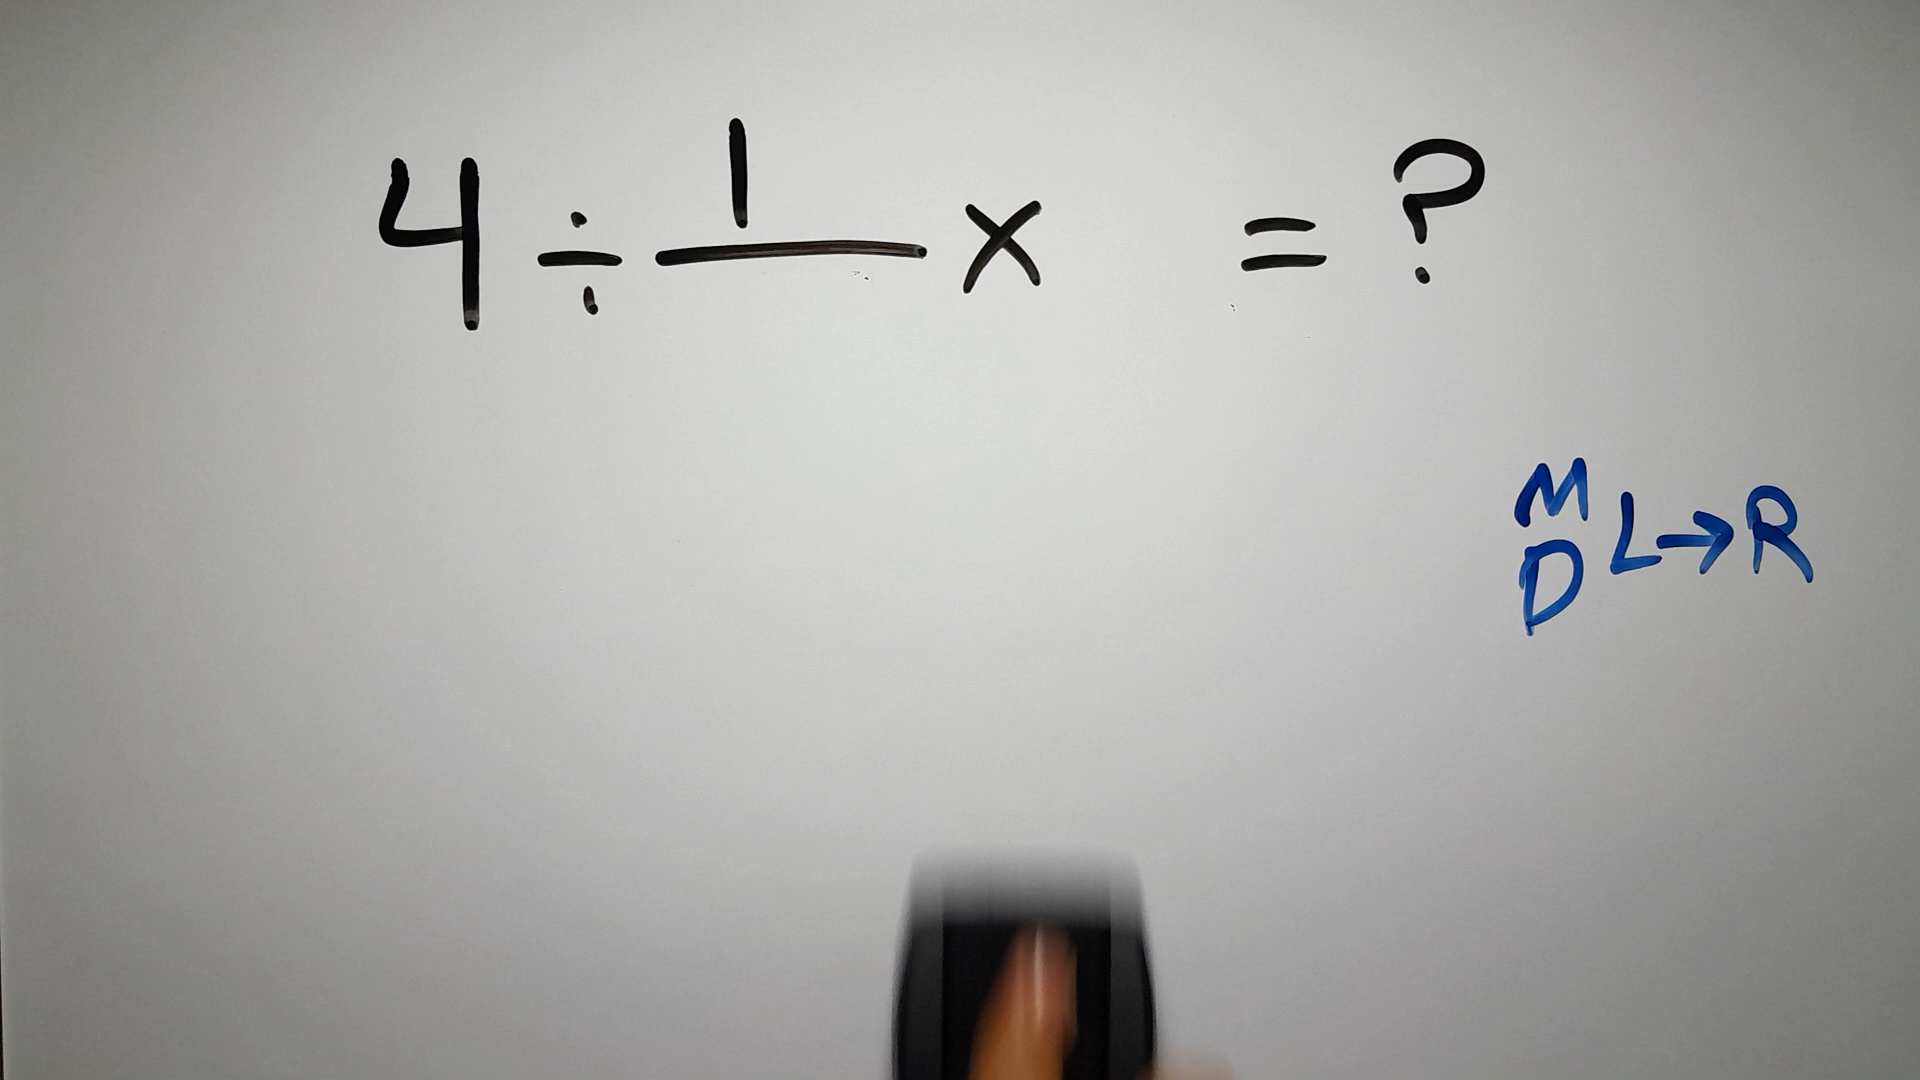 4 ÷ 1/ × = ?
M
D L→R